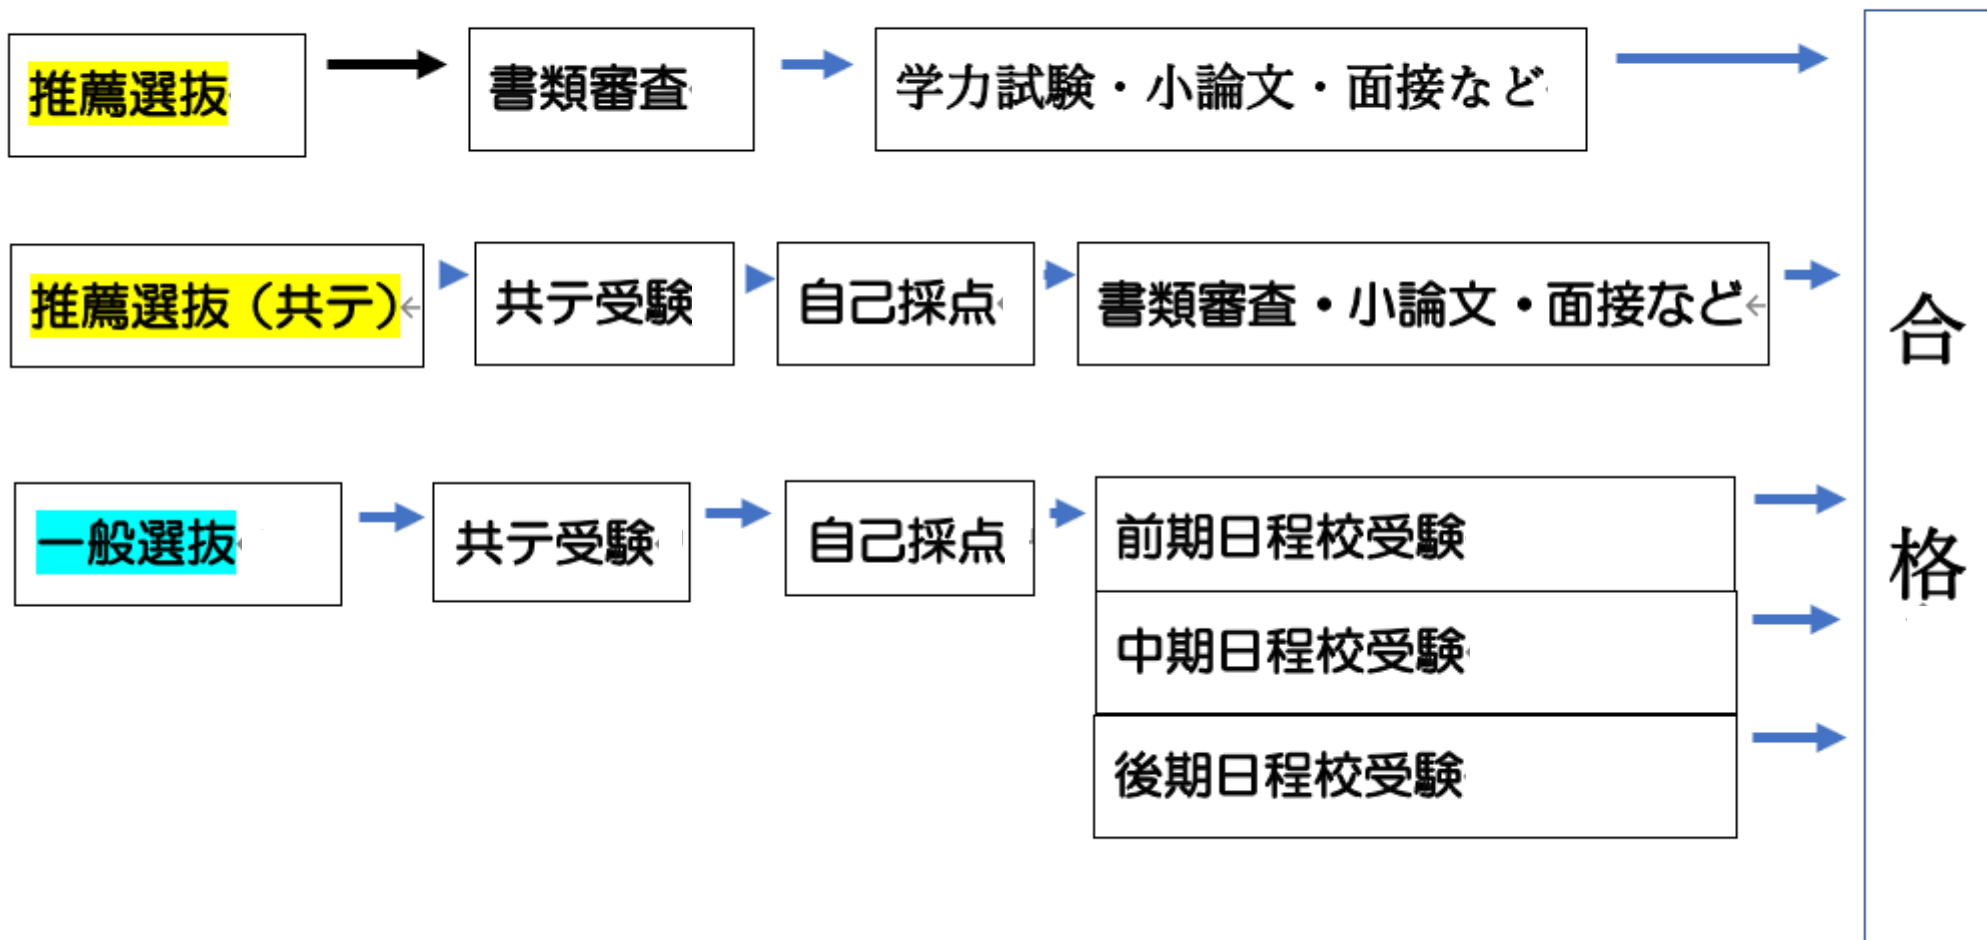 推薦選抜
書類審査
学力試験・小論文・面接など
推薦選抜（共テ）
共テ受験
自己採点
書類審査・小論文・面接など
一般選抜
共テ受験
自己採点
前期日程校受験
中期日程校受験
後期日程校受験
合格